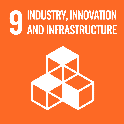 9 INDUSTRY, INNOVATION
AND INFRASTRUCTURE